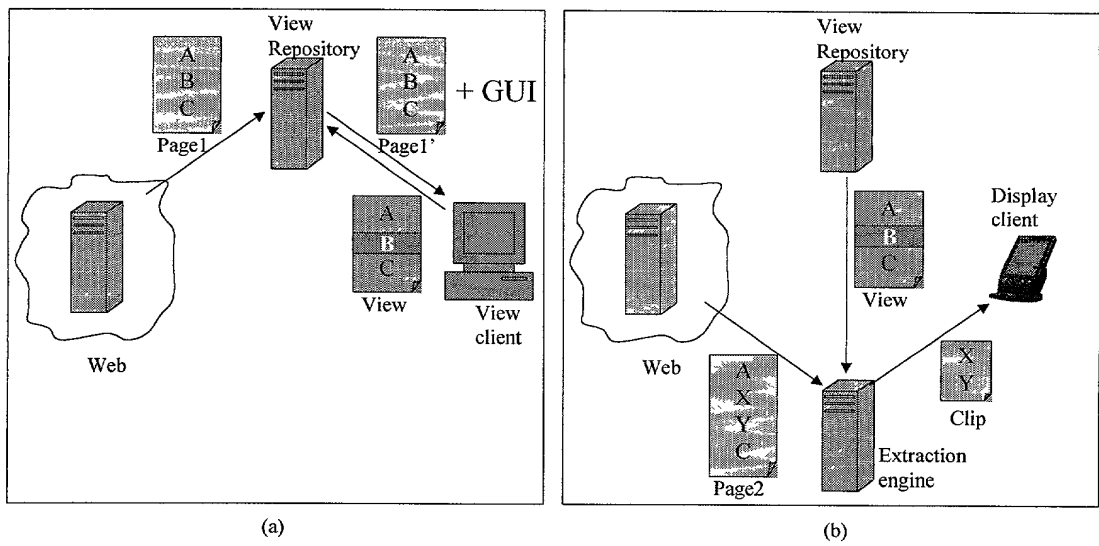 View
Repository
A
B
C
Page1
A
B
C
+ GUI
Page1'
A
B
C
View
View
client
Web
(a)
View
Repository
A
B
C
View
Display
client
Web
A
X
Y
C
Page2
X
Y
Clip
Extraction
engine
(b)